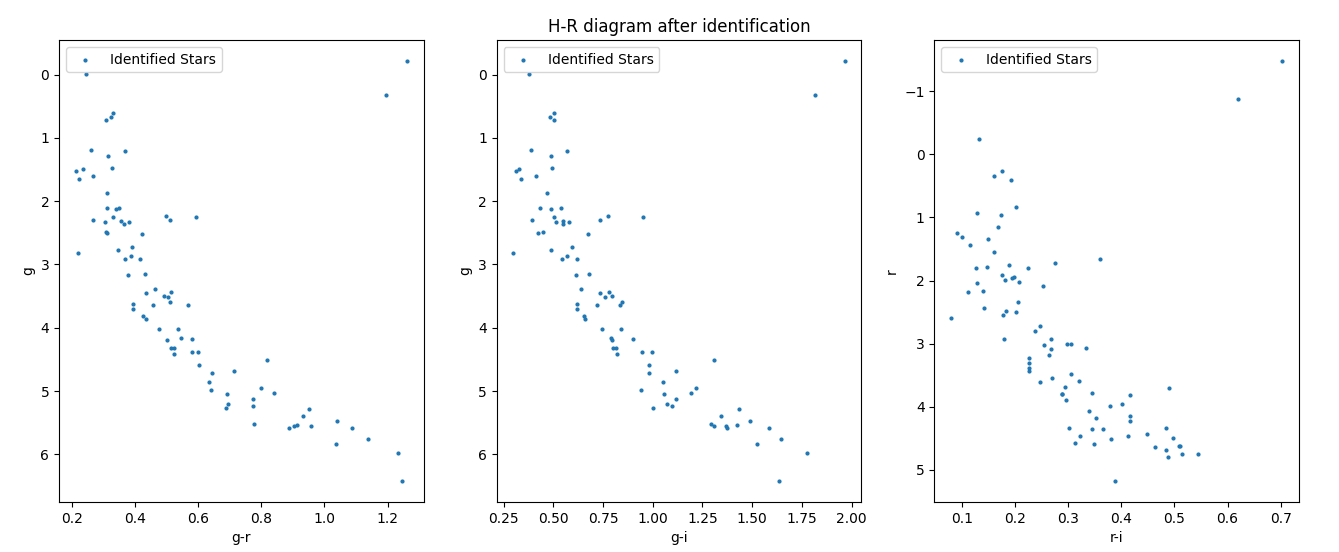 H-R diagram after identification
Identified Stars
0
1
2
3
4
5
6
g
0.2 0.4 0.6 0.8 1.0 1.2
g-r
Identified Stars
0
1
2
3
4
5
6
g
0.25 0.50 0.75 1.00 1.25 1.50 1.75 2.00
g-i
Identified Stars
−1
0
1
2
3
4
5
r
0.1 0.2 0.3 0.4 0.5 0.6 0.7
r-i